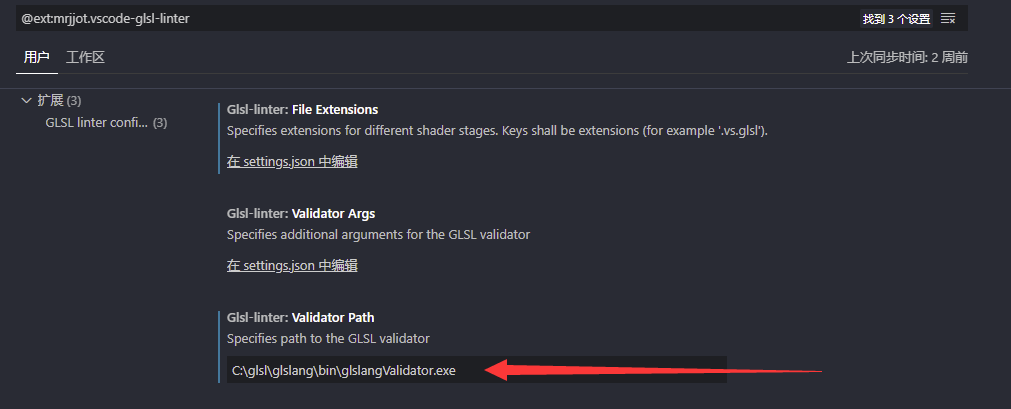 @ext:mrjjot.vscode-glsl-linter
找到 3 个设置
用户 工作区
上次同步时间: 2 周前
扩展 (3)
GLSL linter confi... (3)
Glsl-linter: File Extensions
Specifies extensions for different shader stages. Keys shall be extensions (for example '.vs.glsl').
在 settings.json 中编辑
Glsl-linter: Validator Args
Specifies additional arguments for the GLSL validator
在 settings.json 中编辑
Glsl-linter: Validator Path
Specifies path to the GLSL validator
C:\glsl\glslang\bin\glslangValidator.exe